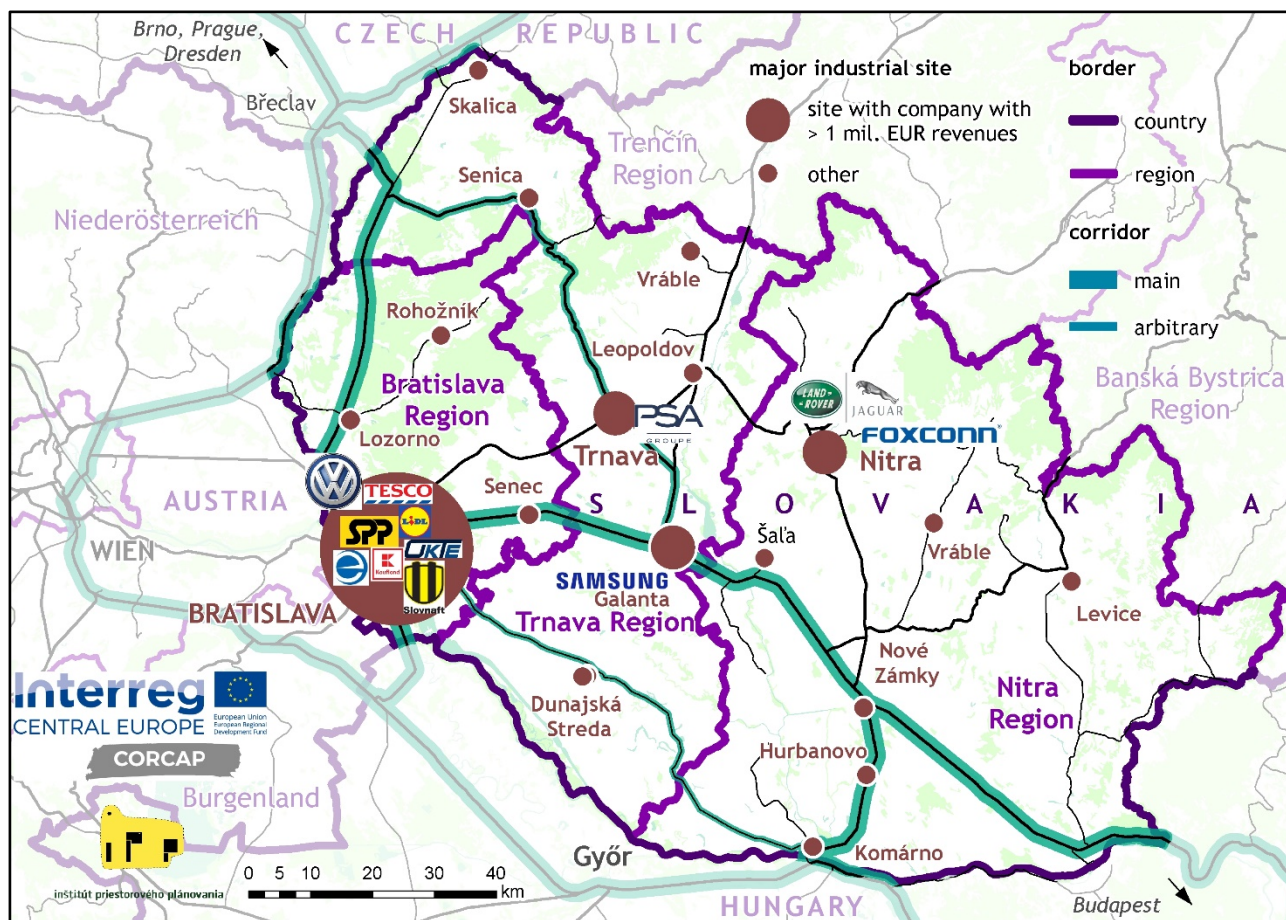 Brno, Prague,
Dresden
CZECH REPUBLIC
Břeclav
Skalica
Trenčín
Region
major industrial site
site with company with
> 1 mil. EUR revenues
other
border
country
region
corridor
main
arbitrary
Niederösterreich
Senica
Vráble
Rohožník
Leopoldov
Bratislava
Region
Banská Bystrica
Region
LAND-
-ROVER
JAGUAR
PSA
GROUPE
FOXCONN®
Trnava
Nitra
Lozorno
VW
AUSTRIA
TESCO
Senec
SLOVAKIA
WIEN
SPP
LIDL
OKTE
Kaufland
Slovnaft
Šaľa
Vráble
SAMSUNG
Galanta
Trnava Region
BRATISLAVA
Levice
Nové
Zámky
Nitra
Region
Dunajská
Streda
Interreg
CENTRAL EUROPE
European Union
European Regional
Development Fund
CORCAP
Hurbanovo
Burgenland
Győr
Komárno
inštitút priestorového plánovania
0 5 10 20 30 40
km
HUNGARY
Budapest